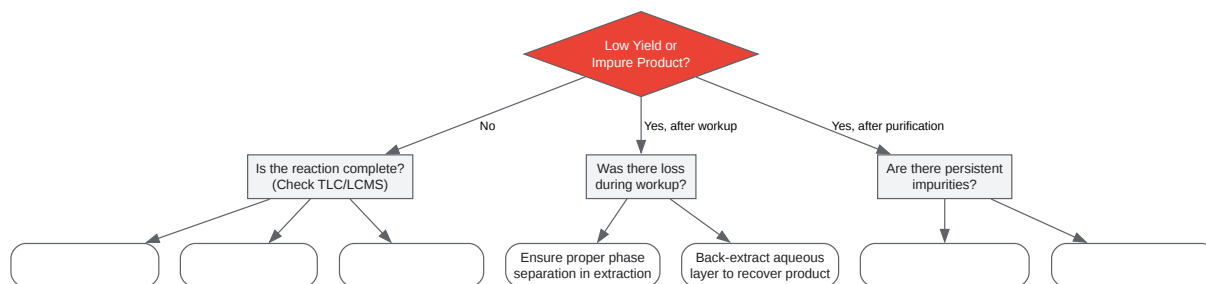 Low Yield or
Impure Product?
No
Yes, after workup
Yes, after purification
Is the reaction complete?
(Check TLC/LCMS)
Was there loss
during workup?
Are there persistent
impurities?
Ensure proper phase
separation in extraction
Back-extract aqueous
layer to recover product